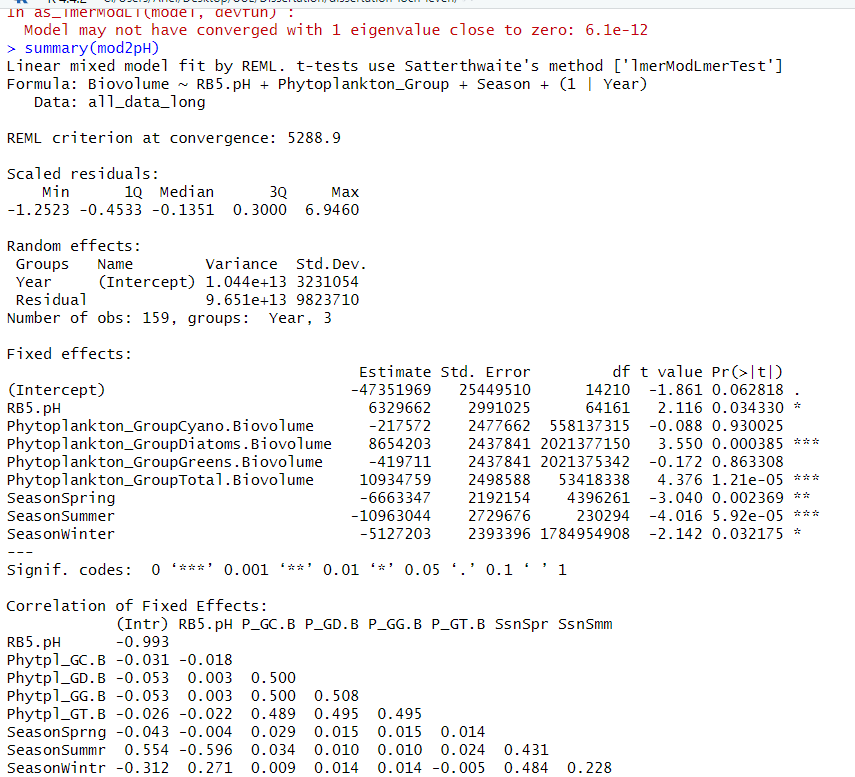 R 4.4.2
In as_lmerModLT(model, devfun) :
  Model may not have converged with 1 eigenvalue close to zero: 6.1e-12
> summary(mod2pH)
Linear mixed model fit by REML. t-tests use Satterthwaite's method ['lmerModLmerTest']
Formula: Biovolume ~ RB5.pH + Phytoplankton_Group + Season + (1 | Year)
   Data: all_data_long

REML criterion at convergence: 5288.9

Scaled residuals:
    Min      1Q  Median      3Q     Max
-1.2523 -0.4533 -0.1351  0.3000  6.9460

Random effects:
 Groups   Name        Variance  Std.Dev.
 Year     (Intercept) 1.044e+13 3231054
 Residual             9.651e+13 9823710
Number of obs: 159, groups:  Year, 3

Fixed effects:
                                       Estimate Std. Error         df t value Pr(>|t|)
(Intercept)                           -47351969   25449510      14210  -1.861 0.062818 .
RB5.pH                                  6329662    2991025      64161   2.116 0.034330 *
Phytoplankton_GroupCyano.Biovolume      -217572    2477662  558137315  -0.088 0.930025
Phytoplankton_GroupDiatoms.Biovolume    8654203    2437841 2021377150   3.550 0.000385 ***
Phytoplankton_GroupGreens.Biovolume     -419711    2437841 2021375342  -0.172 0.863308
Phytoplankton_GroupTotal.Biovolume     10934759    2498588   53418338   4.376 1.21e-05 ***
SeasonSpring                           -6663347    2192154    4396261  -3.040 0.002369 **
SeasonSummer                          -10963044    2729676     230294  -4.016 5.92e-05 ***
SeasonWinter                           -5127203    2393396 1784954908  -2.142 0.032175 *
---
Signif. codes:  0 ‘***’ 0.001 ‘**’ 0.01 ‘*’ 0.05 ‘.’ 0.1 ‘ ’ 1

Correlation of Fixed Effects:
            (Intr) RB5.pH P_GC.B P_GD.B P_GG.B P_GT.B SsnSpr SsnSmm
RB5.pH      -0.993
Phytpl_GC.B -0.031 -0.018
Phytpl_GD.B -0.053  0.003  0.500
Phytpl_GG.B -0.053  0.003  0.500  0.508
Phytpl_GT.B -0.026 -0.022  0.489  0.495  0.495
SeasonSprng -0.043 -0.004  0.029  0.015  0.015  0.014
SeasonSummr  0.554 -0.596  0.034  0.010  0.010  0.024  0.431
SeasonWintr -0.312  0.271  0.009  0.014  0.014 -0.005  0.484  0.228